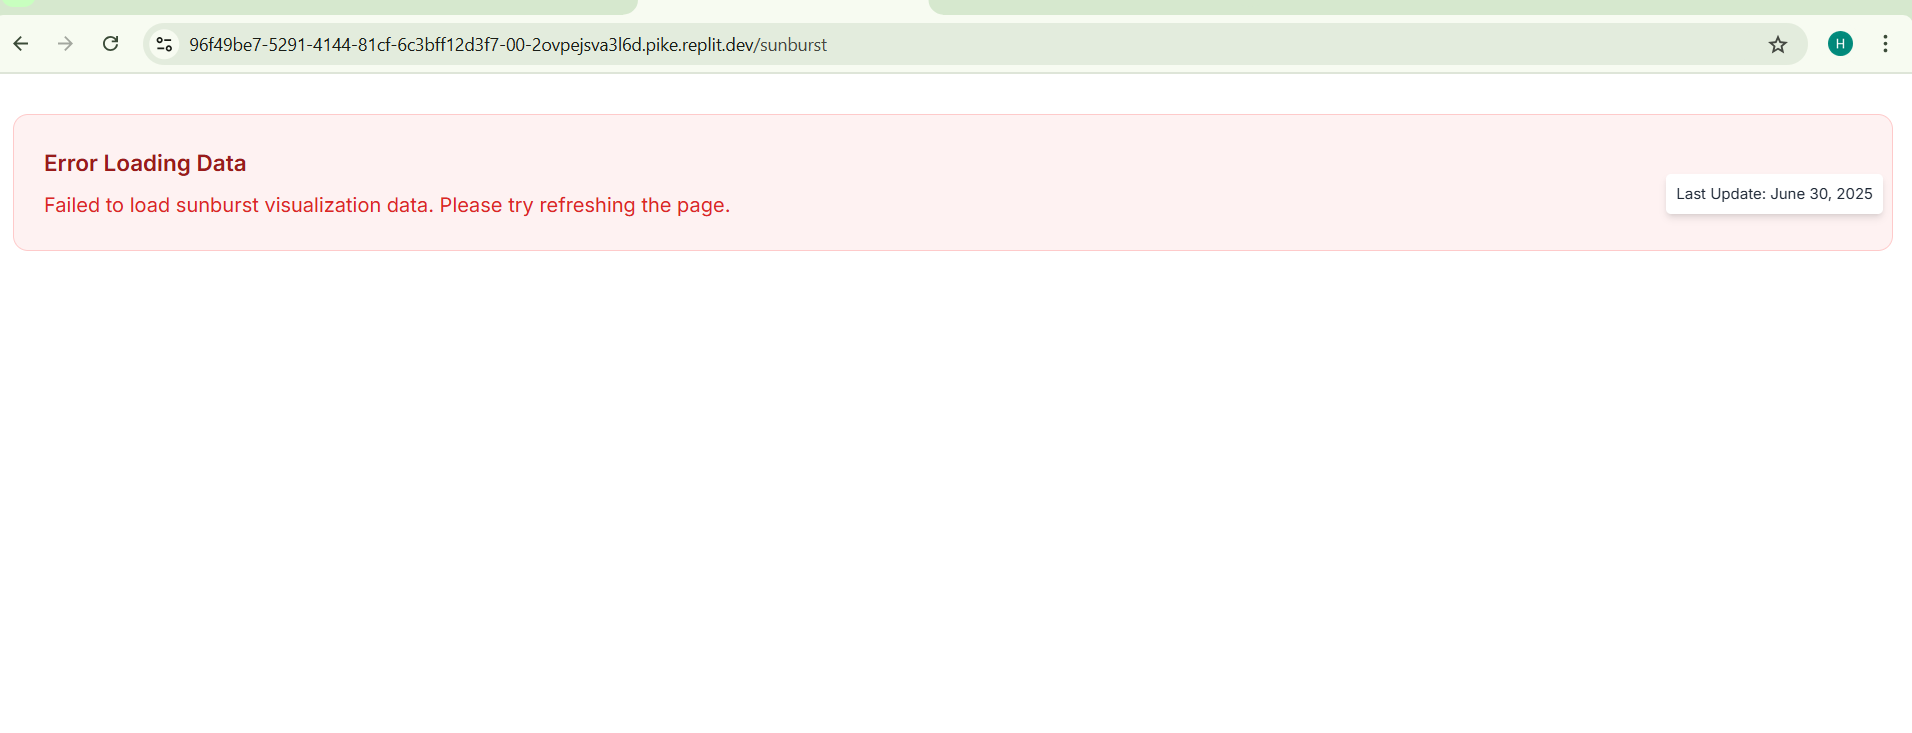 96f49be7-5291-4144-81cf-6c3bff12d3f7-00-2ovpejsva3l6d.pike.replit.dev/sunburst
H
Error Loading Data
Failed to load sunburst visualization data. Please try refreshing the page.
Last Update: June 30, 2025